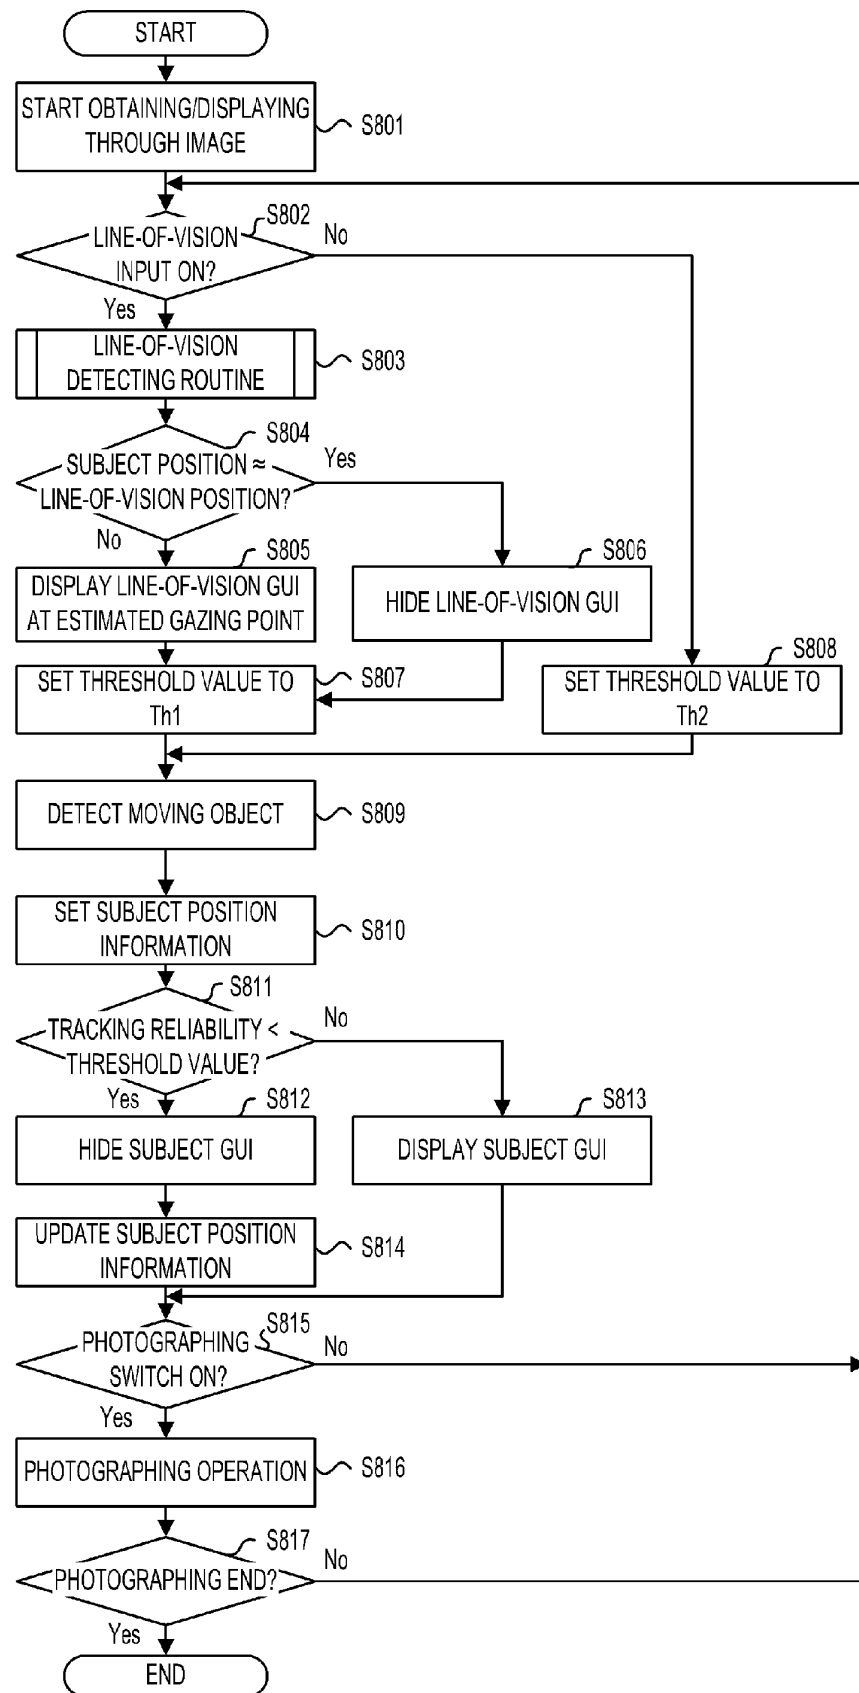 START
START OBTAINING/DISPLAYING
THROUGH IMAGE
S801
S802
LINE-OF-VISION
INPUT ON?
No
Yes
LINE-OF-VISION
DETECTING ROUTINE
S803
S804
SUBJECT POSITION ≈
LINE-OF-VISION POSITION?
Yes
No
S805
DISPLAY LINE-OF-VISION GUI
AT ESTIMATED GAZING POINT
S806
HIDE LINE-OF-VISION GUI
SET THRESHOLD VALUE TO
Th1
S807
S808
SET THRESHOLD VALUE TO
Th2
DETECT MOVING OBJECT
S809
SET SUBJECT POSITION
INFORMATION
S810
S811
TRACKING RELIABILITY <
THRESHOLD VALUE?
No
Yes
S812
HIDE SUBJECT GUI
S813
DISPLAY SUBJECT GUI
UPDATE SUBJECT POSITION
INFORMATION
S814
S815
PHOTOGRAPHING
SWITCH ON?
No
Yes
PHOTOGRAPHING OPERATION
S816
S817
PHOTOGRAPHING END?
No
Yes
END